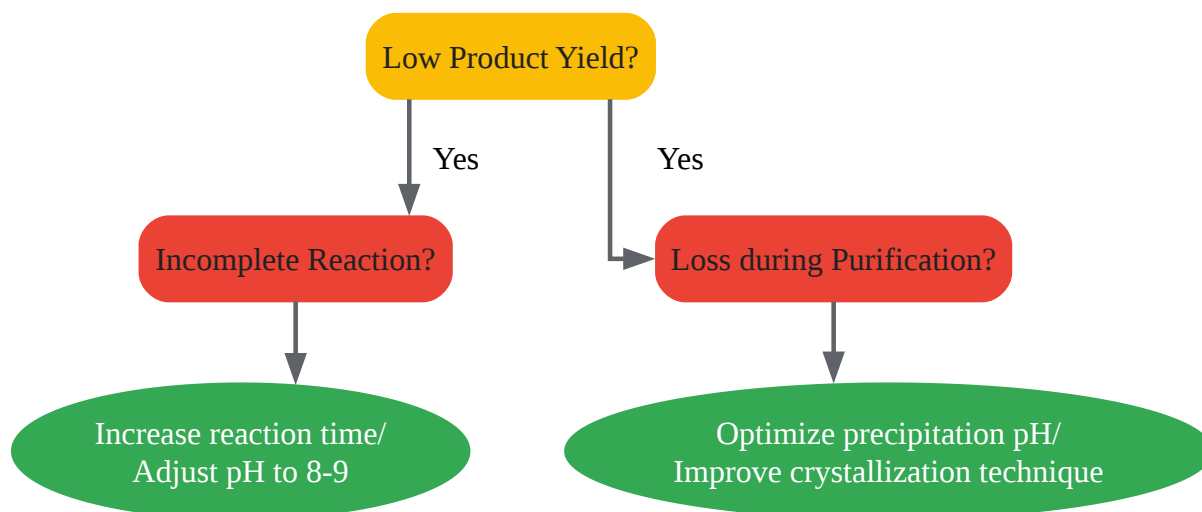 Low Product Yield?
Yes
Yes
Incomplete Reaction?
Loss during Purification?
Increase reaction time/
Adjust pH to 8-9
Optimize precipitation pH/
Improve crystallization technique